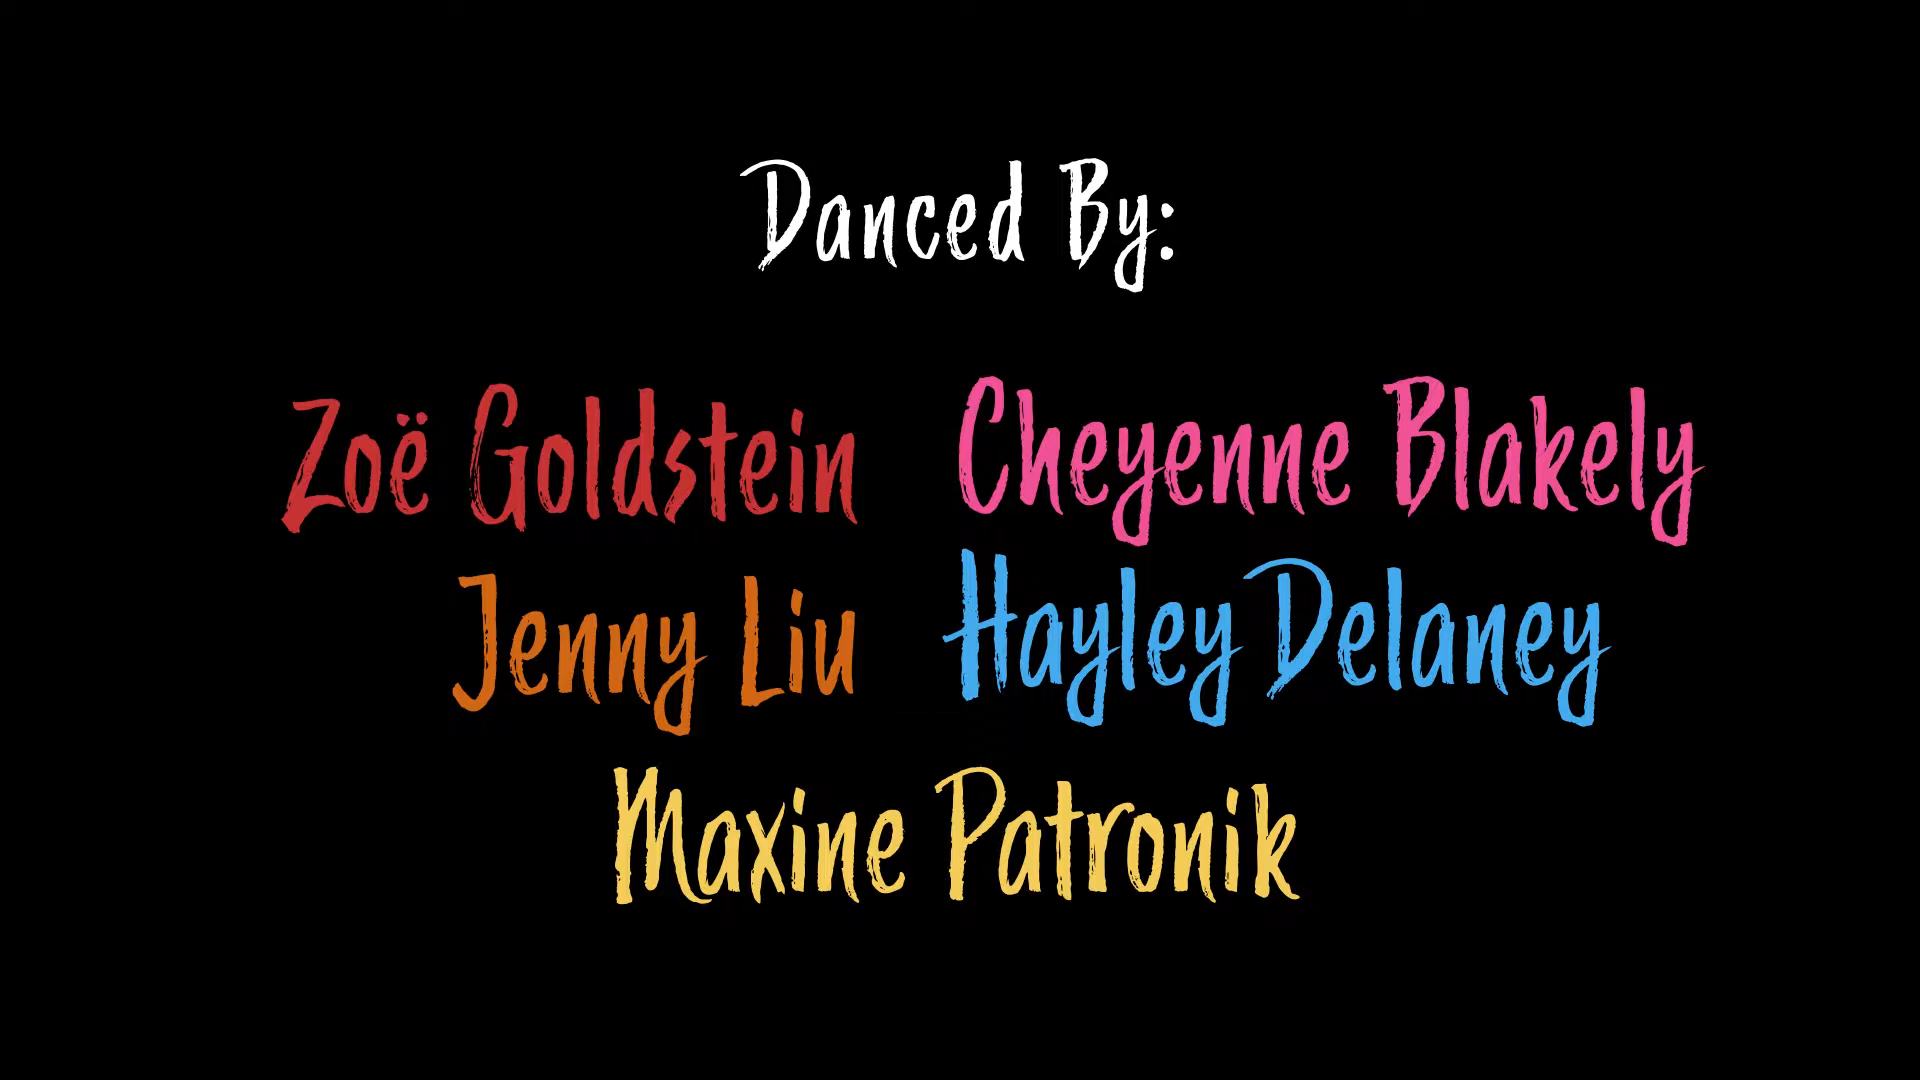 Danced By:
Zoë Goldstein
Cheyenne Blakely
Jenny Liu
Hayley Delaney
Maxine Patronik